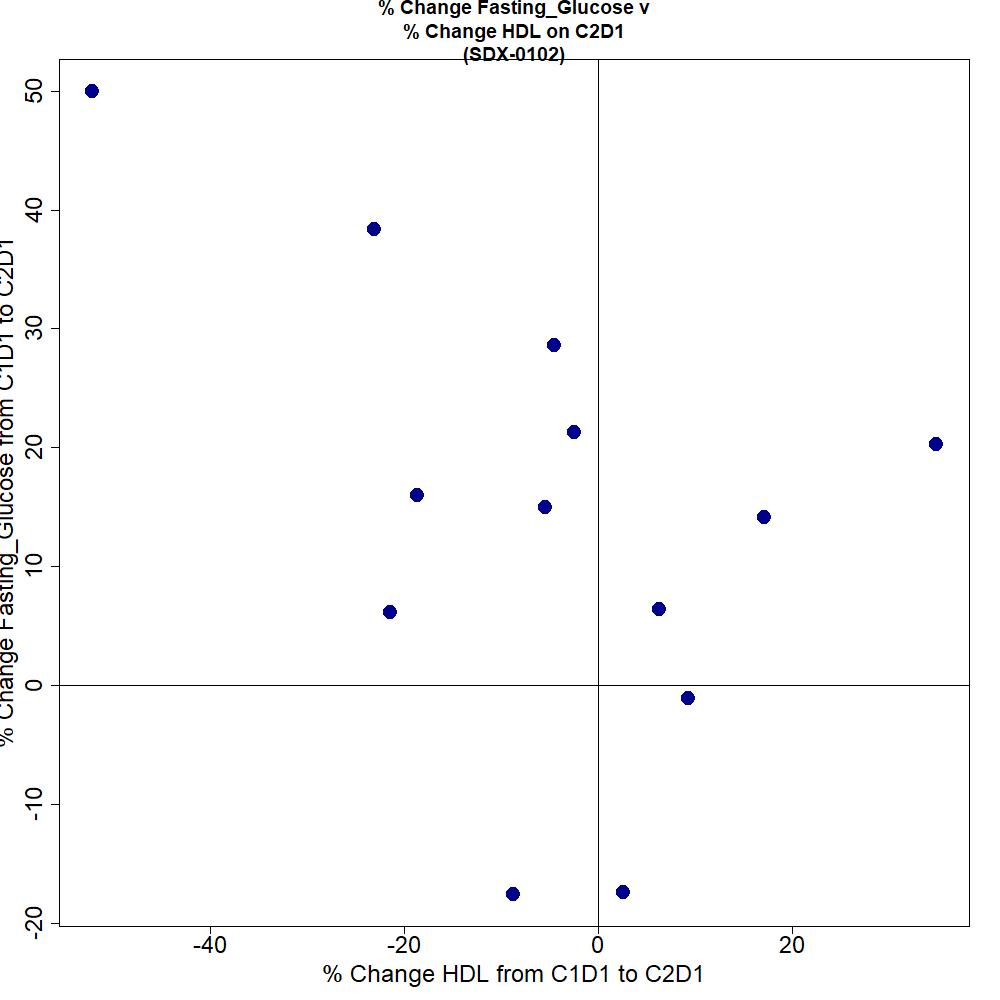 % Change Fasting_Glucose v
% Change HDL on C2D1
(SDX-0102)
50
40
30
20
10
0
-10
-20
% Change Fasting_Glucose from C1D1 to C2D1
-40
-20
0
20
% Change HDL from C1D1 to C2D1